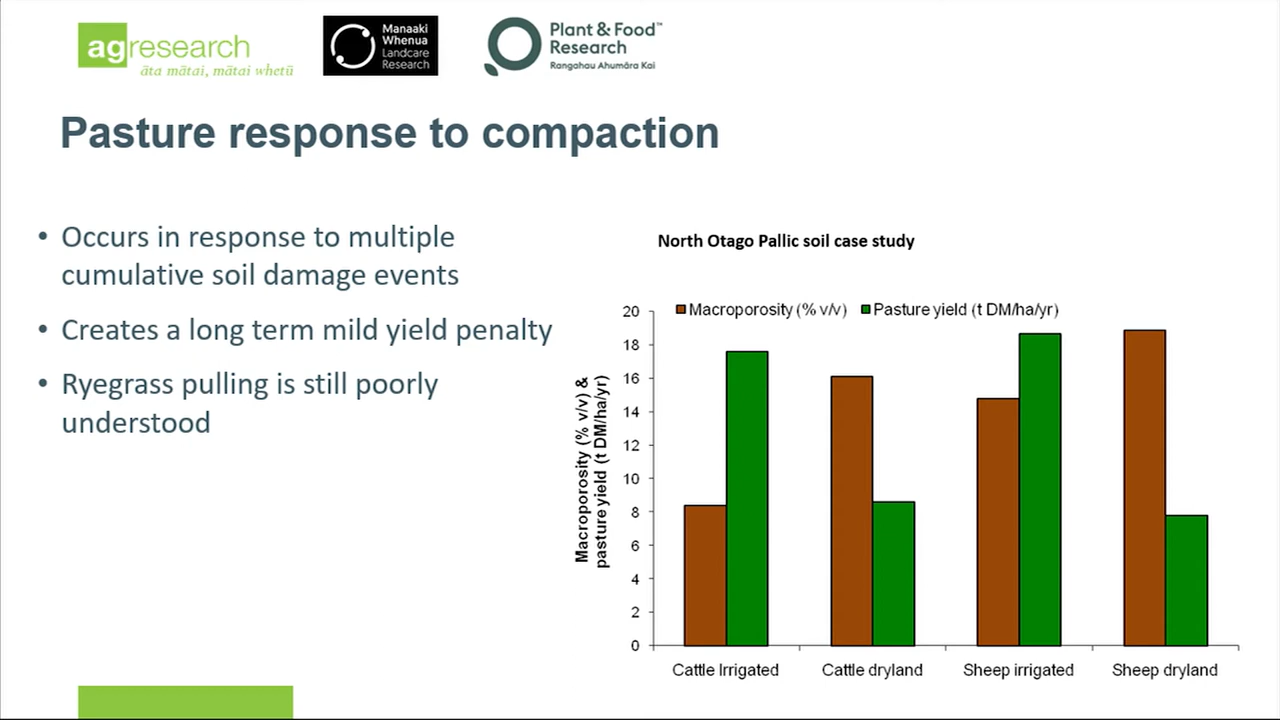 agresearch
āta mātai, mātai whetū
Manaaki
Whenua
Landcare
Research
Plant & Food™
Research
Rangahau Ahumāra Kai
Pasture response to compaction
• Occurs in response to multiple
cumulative soil damage events
• Creates a long term mild yield penalty
• Ryegrass pulling is still poorly
understood
North Otago Pallic soil case study
Macroporosity (% v/v)
Pasture yield (t DM/ha/yr)
Macroporosity (% v/v) &
pasture yield (t DM/ha/yr)
20
18
16
14
12
10
8
6
4
2
0
Cattle Irrigated
Cattle dryland
Sheep irrigated
Sheep dryland